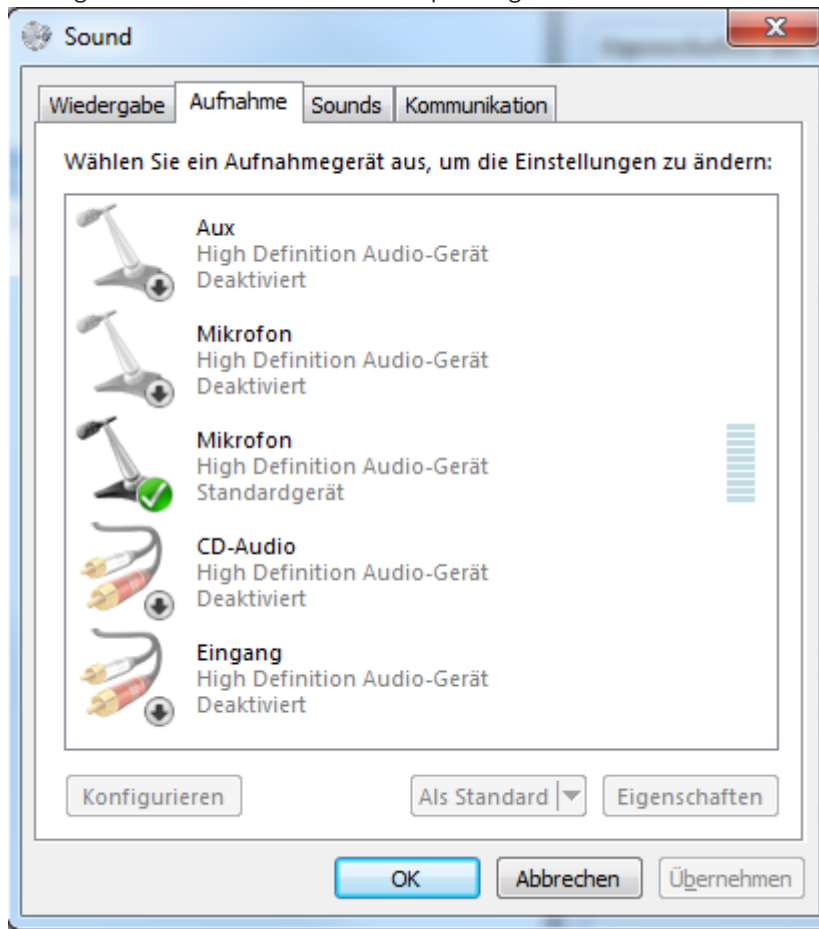 Sound
Wiedergabe Aufnahme Sounds Kommunikation
Wählen Sie ein Aufnahmegerät aus, um die Einstellungen zu ändern:
Aux
High Definition Audio-Gerät
Deaktiviert
Mikrofon
High Definition Audio-Gerät
Deaktiviert
Mikrofon
High Definition Audio-Gerät
Standardgerät
CD-Audio
High Definition Audio-Gerät
Deaktiviert
Eingang
High Definition Audio-Gerät
Deaktiviert
Konfigurieren Als Standard Eigenschaften
OK Abbrechen Übernehmen